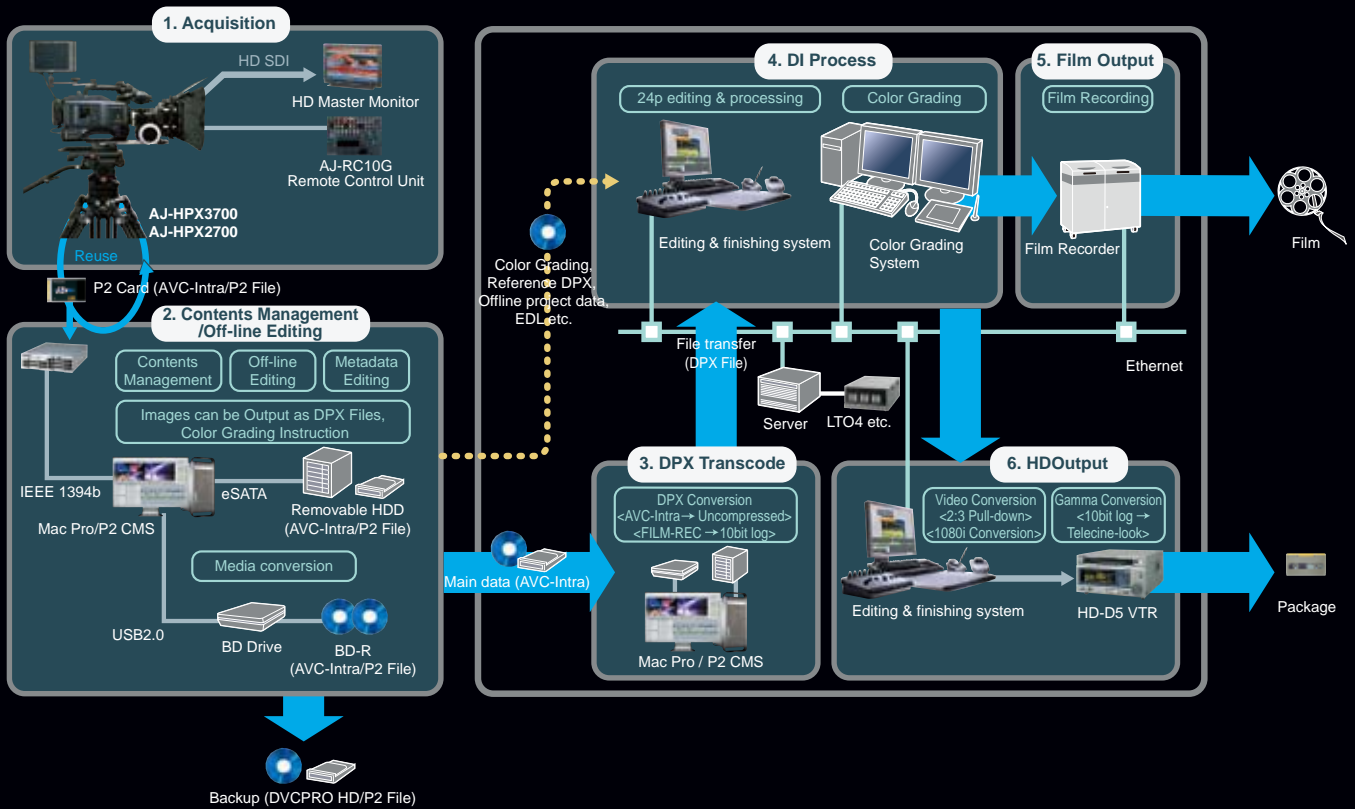 1. Acquisition
HD SDI
HD Master Monitor
AJ-RC10G
Remote Control Unit
AJ-HPX3700
AJ-HPX2700
Reuse
P2 Card (AVC-Intra/P2 File)
2. Contents Management
/Off-line Editing
Contents
Management
Off-line
Editing
Metadata
Editing
Images can be Output as DPX Files,
Color Grading Instruction
IEEE 1394b
eSATA
Mac Pro/P2 CMS
Removable HDD
(AVC-Intra/P2 File)
Media conversion
USB2.0
BD Drive
BD-R
(AVC-Intra/P2 File)
Backup (DVCPRO HD/P2 File)
Color Grading,
Reference DPX,
Offline project data,
EDL etc.
Main data (AVC-Intra)
3. DPX Transcode
DPX Conversion
<AVC-Intra→Uncompressed>
<FILM-REC→10bit log>
Mac Pro / P2 CMS
4. DI Process
24p editing & processing
Color Grading
Editing & finishing system
Color Grading
System
File transfer
(DPX File)
Server
LTO4 etc.
Ethernet
5. Film Output
Film Recording
Film Recorder
Film
6. HDOutput
Video Conversion
<2:3 Pull-down>
<1080i Conversion>
Gamma Conversion
<10bit log →
Telecine-look>
Editing & finishing system
HD-D5 VTR
Package